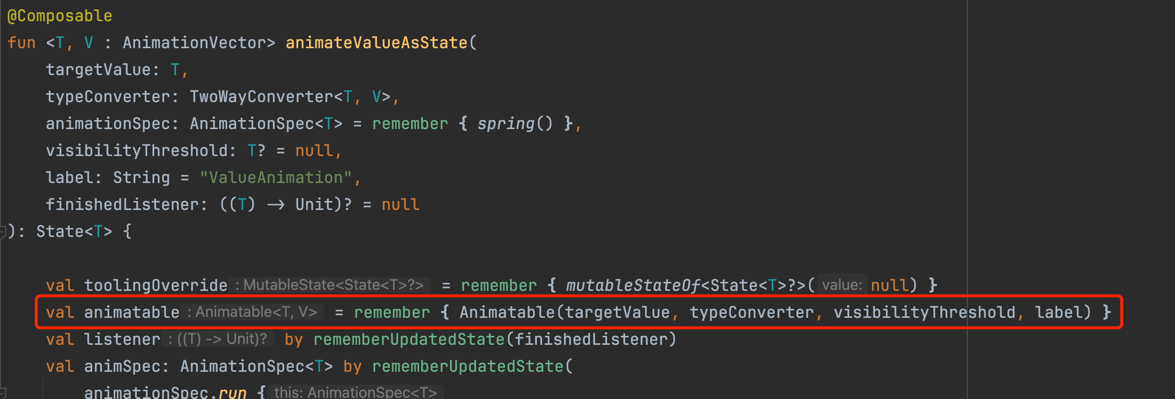 @Composable
fun <T, V : AnimationVector> animateValueAsState(
targetValue: T,
typeConverter: TwoWayConverter<T, V>,
animationSpec: AnimationSpec<T> = remember { spring() },
visibilityThreshold: T? = null,
label: String = "ValueAnimation",
finishedListener: ((T) -> Unit)? = null
): State<T> {
val toolingOverride : MutableState<State<T>?> = remember { mutableStateOf<State<T>?>( value: null) }
val animatable : Animatable<T, V> = remember { Animatable(targetValue, typeConverter, visibilityThreshold, label) }
val listener : ((T) -> Unit)? by rememberUpdatedState(finishedListener)
val animSpec: AnimationSpec<T> by rememberUpdatedState(
animationSpec.run { this: AnimationSpec<T>